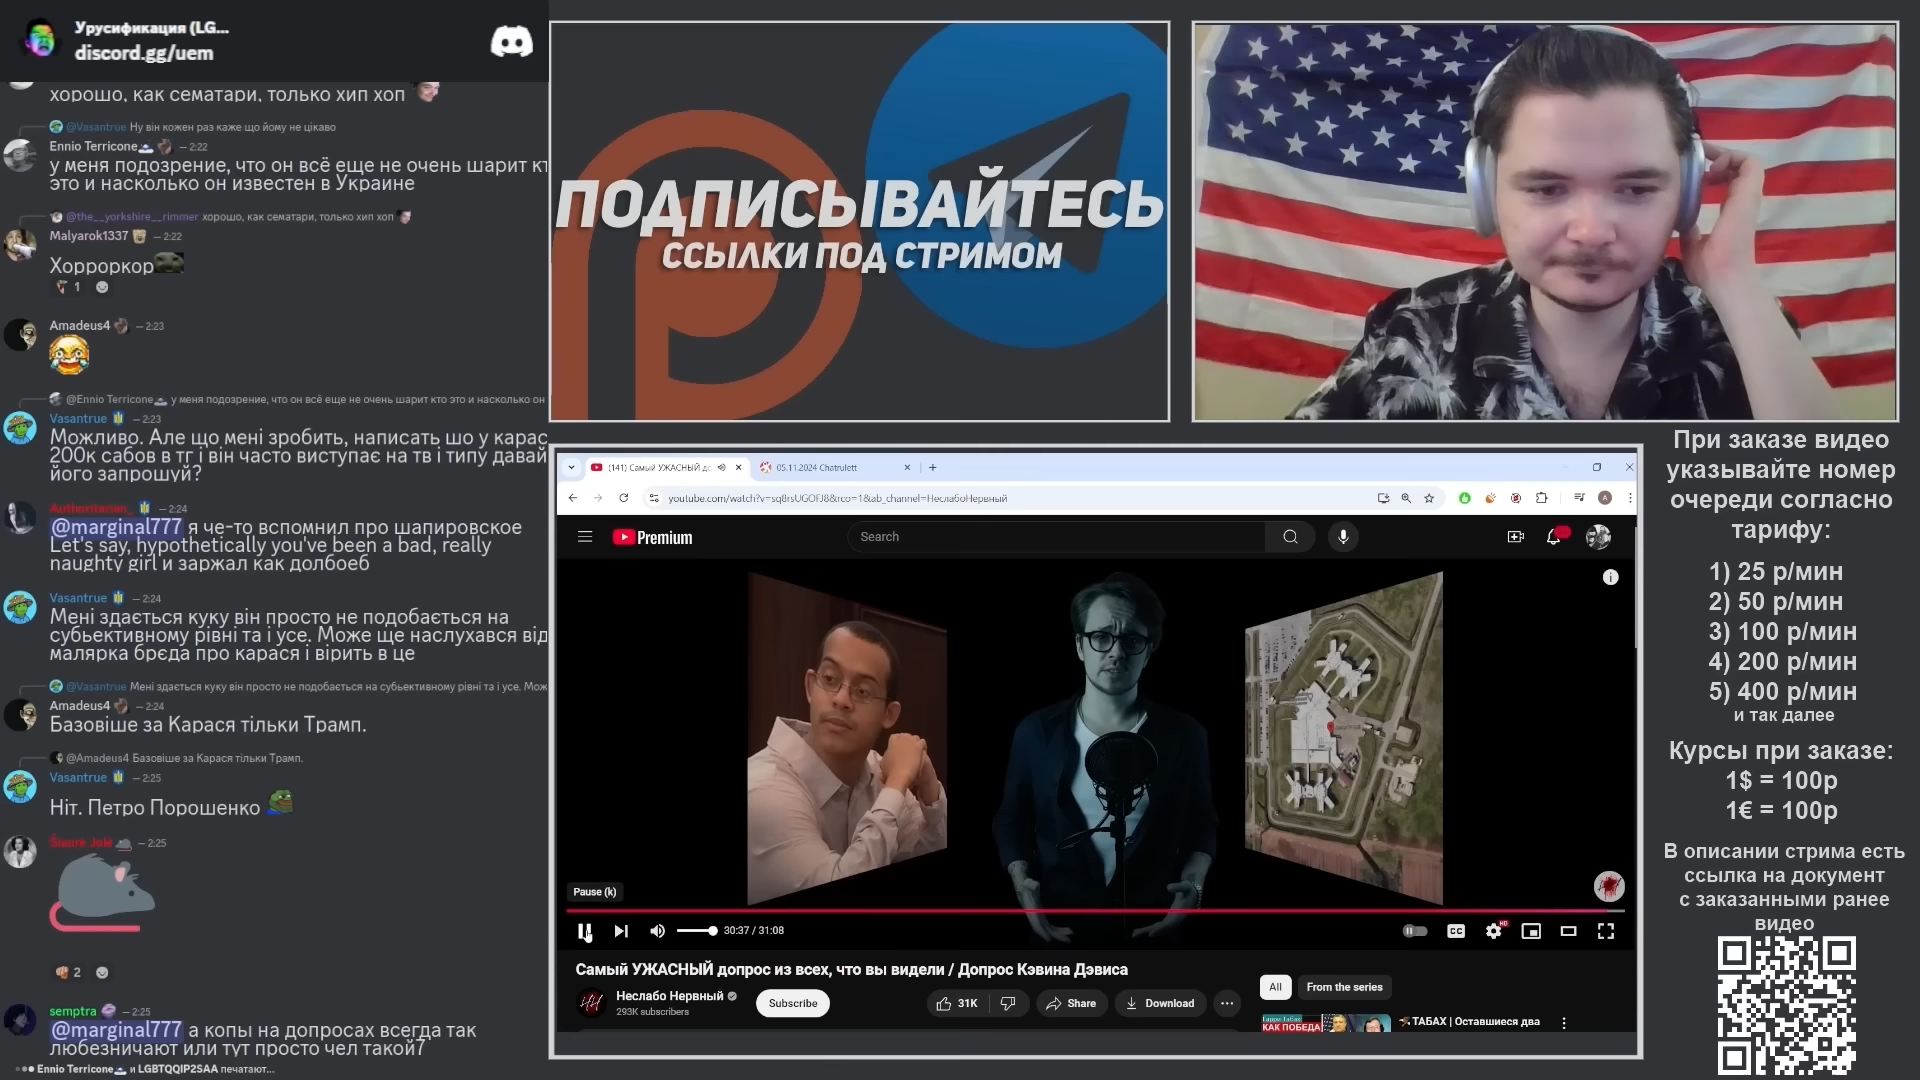 Урусификация (LG...
discord.gg/uem
хорошо, как сематари, только хип хоп
@Vasantrue Ну він кожен раз каже що йому не цікаво
Ennio Terricone — 2:22
у меня подозрение, что он всё еще не очень шарит кт
это и насколько он известен в Украине
@the__yorkshire__rimmer хорошо, как сематари, только хип хоп
Malyarok1337 — 2:22
Хорроркор
1
Amadeus4 — 2:23
@Ennio Terricone у меня подозрение, что он всё еще не очень шарит кто это и насколько он
Vasantrue — 2:23
Можливо. Але що мені зробить, написать шо у карас
200к сабов в тг і він часто виступає на тв і типу давай
його запрошуй?
Authoritarian_ — 2:24
@marginal777 я че-то вспомнил про шапировское
Let's say, hypothetically you've been a bad, really
naughty girl и заржал как долбоеб
Vasantrue — 2:24
Мені здається куку він просто не подобається на
субьективному рівні та і усе. Може ще наслухався від
малярка брєда про карася і вірить в це
@Vasantrue Мені здається куку він просто не подобається на субьективному рівні та і усе. Мож
Amadeus4 — 2:24
Базовіше за Карася тільки Трамп.
@Amadeus4 Базовіше за Карася тільки Трамп.
Vasantrue — 2:25
Ніт. Петро Порошенко
— 2:25
2
semptra — 2:25
@marginal777 а копы на допросах всегда так
любезничают или тут просто чел такой?
Ennio Terricone и LGBTQQIP2SAA печатают...
ПОДПИСЫВАЙТЕСЬ
ССЫЛКИ ПОД СТРИМОМ
(141) Самый УЖАСНЫЙ до
05.11.2024 Chatrulett
youtube.com/watch?v=sq8rsUGOFJ8&rco=1&ab_channel=НеслабоНервный
Premium
Search
Pause (k)
30:37 / 31:08
CC
HD
Самый УЖАСНЫЙ допрос из всех, что вы видели / Допрос Кэвина Дэвиса
Неслабо Нервный
293K subscribers
Subscribe
31K
Share
Download
All
From the series
КАК ПОБЕДА
ТАБАХ | Оставшиеся два
При заказе видео
указывайте номер
очереди согласно
тарифу:
1) 25 р/мин
2) 50 р/мин
3) 100 р/мин
4) 200 р/мин
5) 400 р/мин
и так далее
Курсы при заказе:
1$ = 100р
1€ = 100р
В описании стрима есть
ссылка на документ
с заказанными ранее
видео